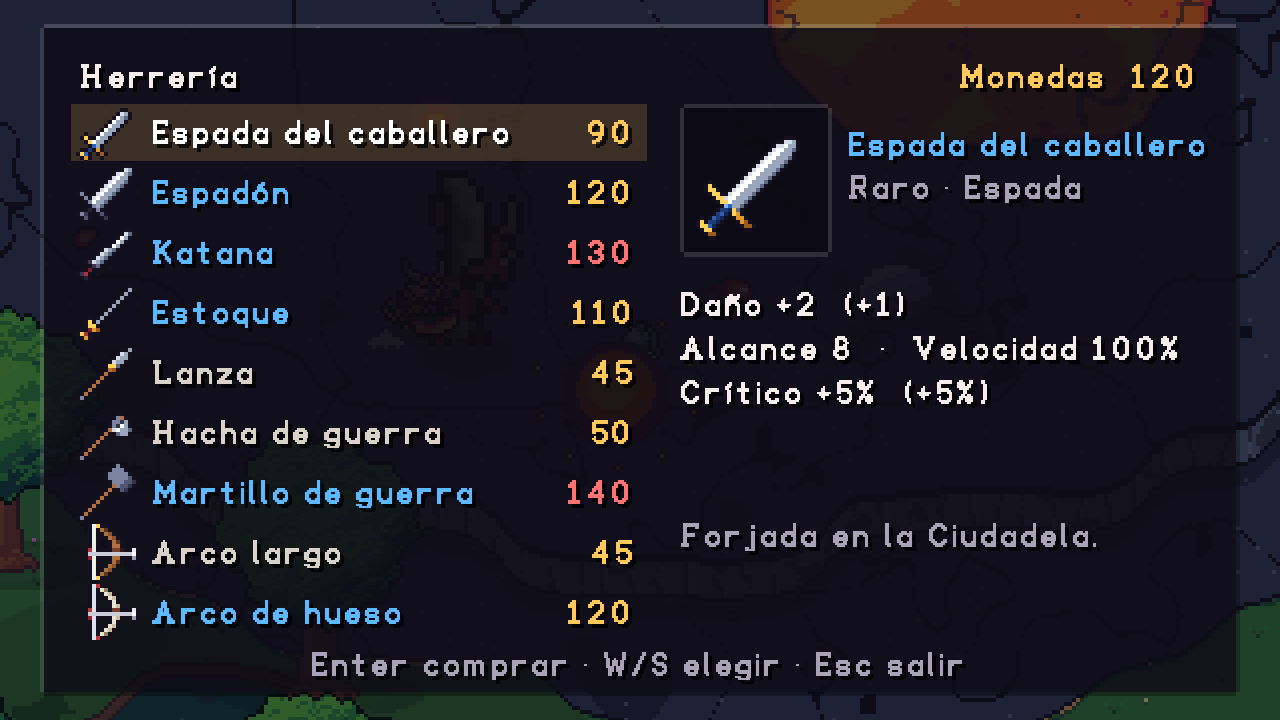 Herrería
Monedas 120
Espada del caballero 90
Espadón 120
Katana 130
Estoque 110
Lanza 45
Hacha de guerra 50
Martillo de guerra 140
Arco largo 45
Arco de hueso 120
Espada del caballero
Raro · Espada
Daño +2 (+1)
Alcance 8 · Velocidad 100%
Crítico +5% (+5%)
Forjada en la Ciudadela.
Enter comprar · W/S elegir · Esc salir